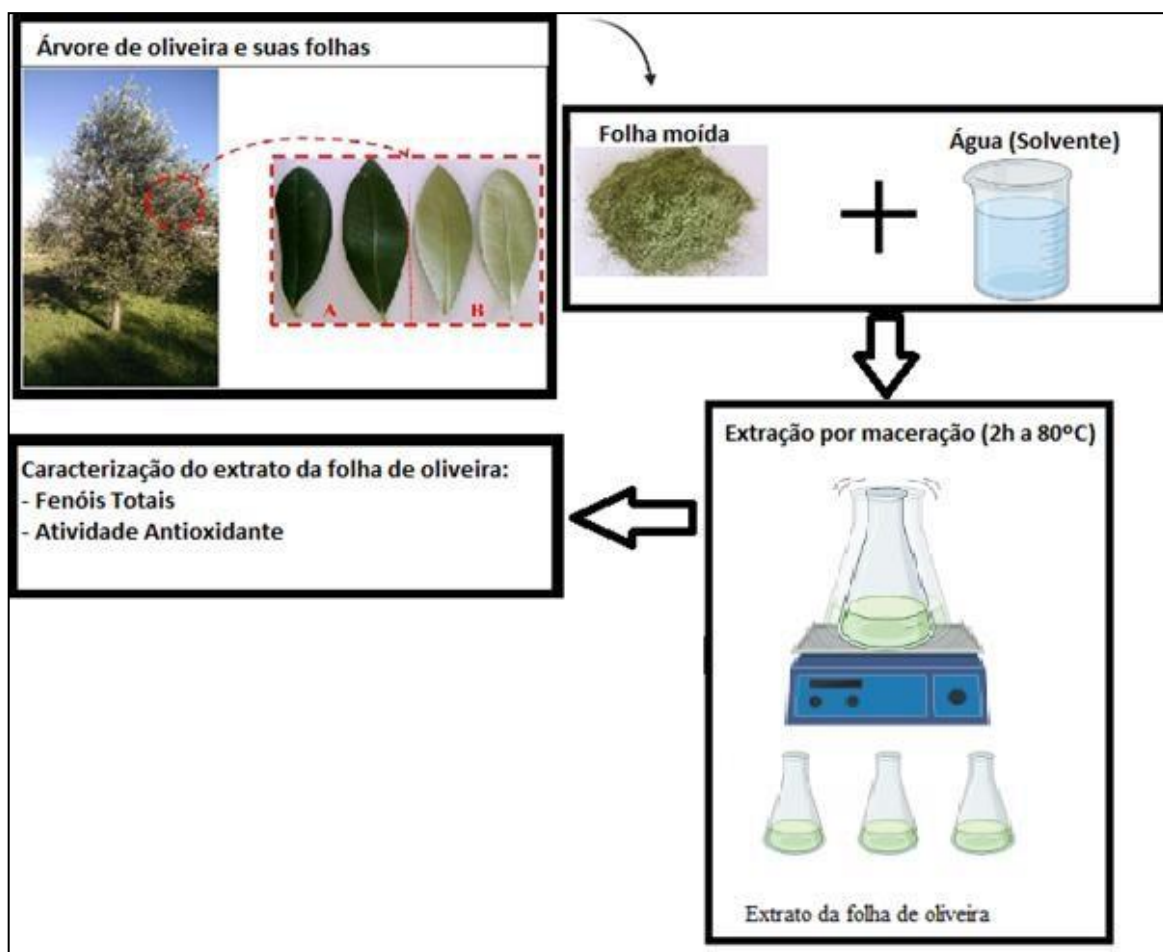 Árvore de oliveira e suas folhas
A
B
Folha moída
Água (Solvente)
Extração por maceração (2h a 80ºC)
Extrato da folha de oliveira
Caracterização do extrato da folha de oliveira:
- Fenóis Totais
- Atividade Antioxidante